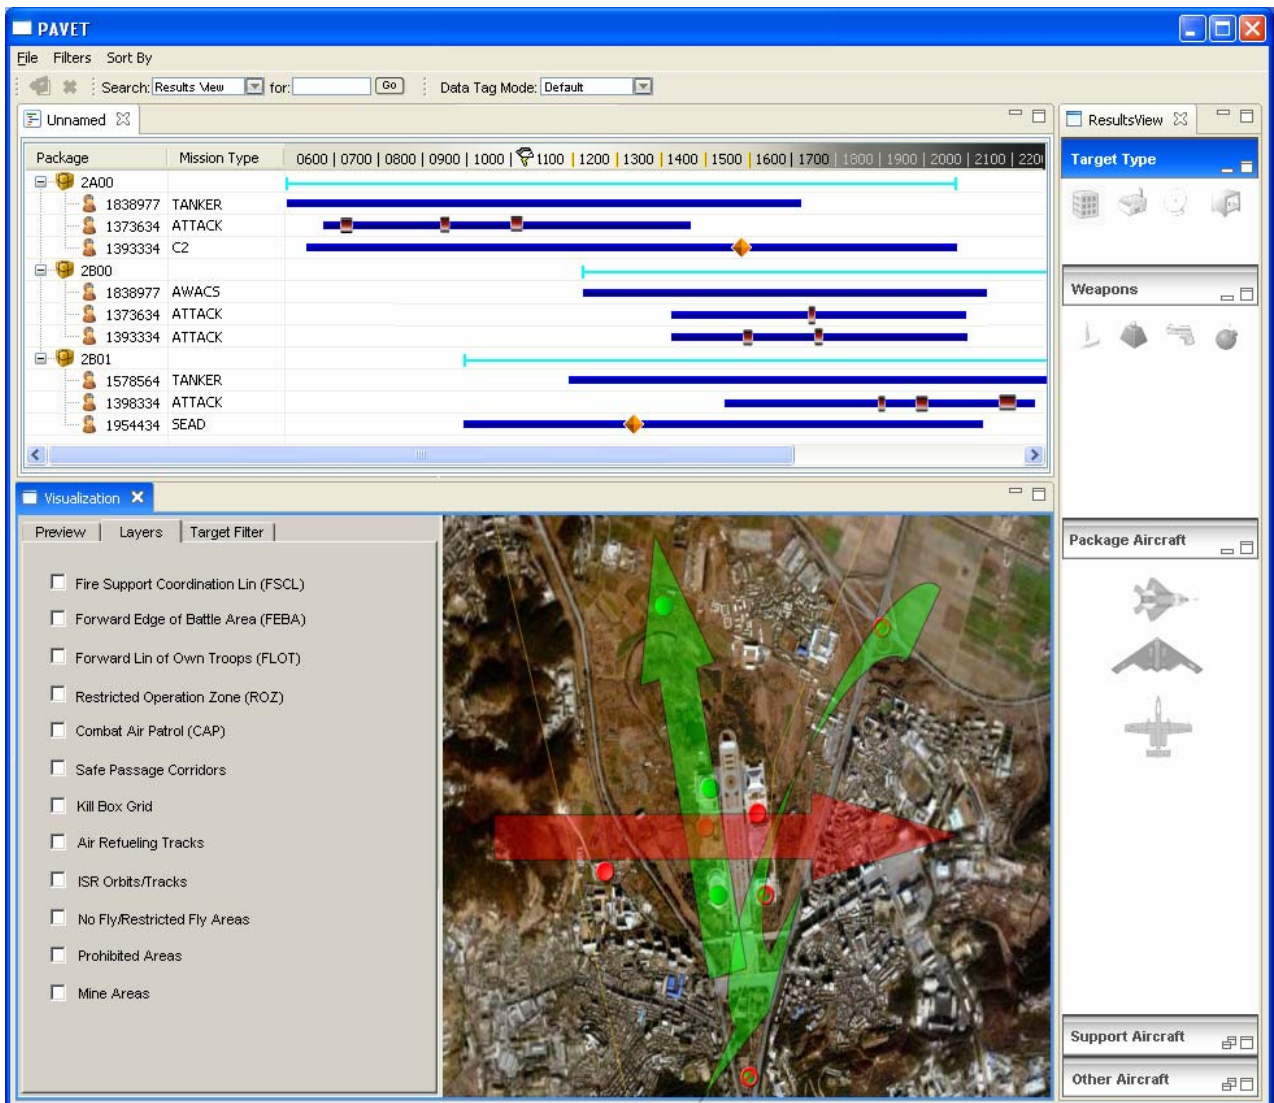 PAVET
File Filters Sort By
Search: Results View for: Go Data Tag Mode: Default
Unnamed
Package Mission Type 0600 | 0700 | 0800 | 0900 | 1000 | 1100 | 1200 | 1300 | 1400 | 1500 | 1600 | 1700 | 1800 | 1900 | 2000 | 2100 | 220
2A00
1838977 TANKER
1373634 ATTACK
1393334 C2
2B00
1838977 AWACS
1373634 ATTACK
1393334 ATTACK
2B01
1578564 TANKER
1398334 ATTACK
1954434 SEAD
ResultsView
Target Type
Weapons
Package Aircraft
Support Aircraft
Other Aircraft
Visualization
Preview Layers Target Filter
Fire Support Coordination Lin (FSCL)
Forward Edge of Battle Area (FEBA)
Forward Lin of Own Troops (FLOT)
Restricted Operation Zone (ROZ)
Combat Air Patrol (CAP)
Safe Passage Corridors
Kill Box Grid
Air Refueling Tracks
ISR Orbits/Tracks
No Fly/Restricted Fly Areas
Prohibited Areas
Mine Areas